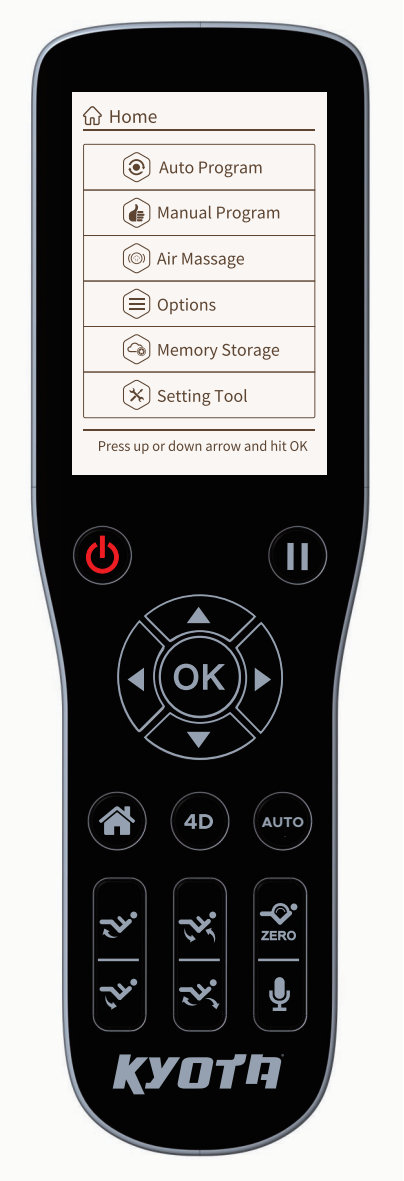 Home
Auto Program
Manual Program
Air Massage
Options
Memory Storage
Setting Tool
Press up or down arrow and hit OK
OK
4D
AUTO
ZERO
KYOTA